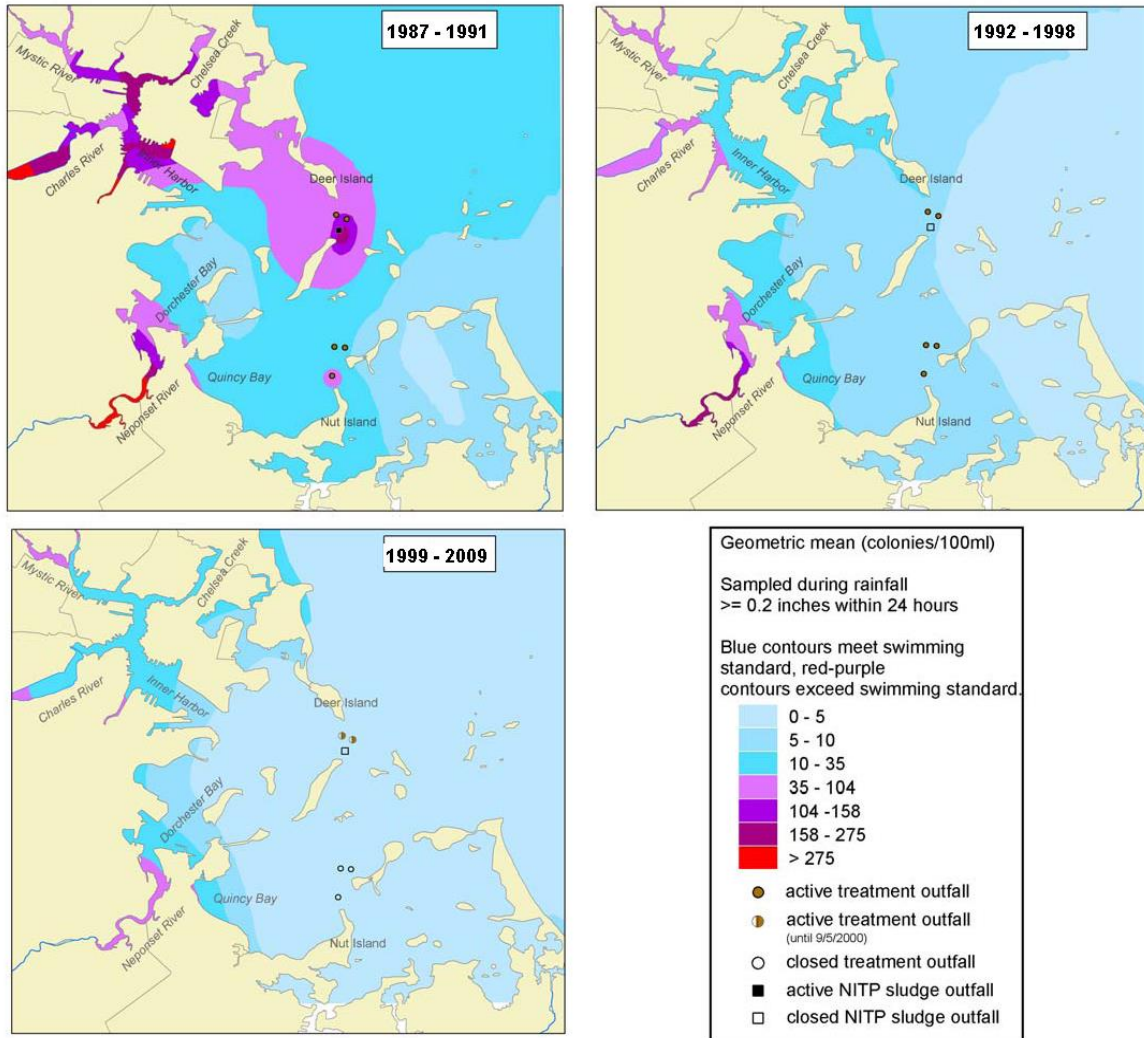 1987 - 1991
Mystic River
Chelsea Creek
Charles River
Inner Harbor
Deer Island
Dorchester Bay
Quincy Bay
Neponset River
Nut Island
1992 - 1998
Mystic River
Chelsea Creek
Charles River
Inner Harbor
Deer Island
Dorchester Bay
Quincy Bay
Neponset River
Nut Island
1999 - 2009
Mystic River
Chelsea Creek
Charles River
Inner Harbor
Deer Island
Dorchester Bay
Quincy Bay
Neponset River
Nut Island
Geometric mean (colonies/100ml)
Sampled during rainfall
>= 0.2 inches within 24 hours
Blue contours meet swimming
standard, red-purple
contours exceed swimming standard.
0 - 5
5 - 10
10 - 35
35 - 104
104 -158
158 - 275
> 275
active treatment outfall
active treatment outfall
(until 9/5/2000)
closed treatment outfall
active NITP sludge outfall
closed NITP sludge outfall